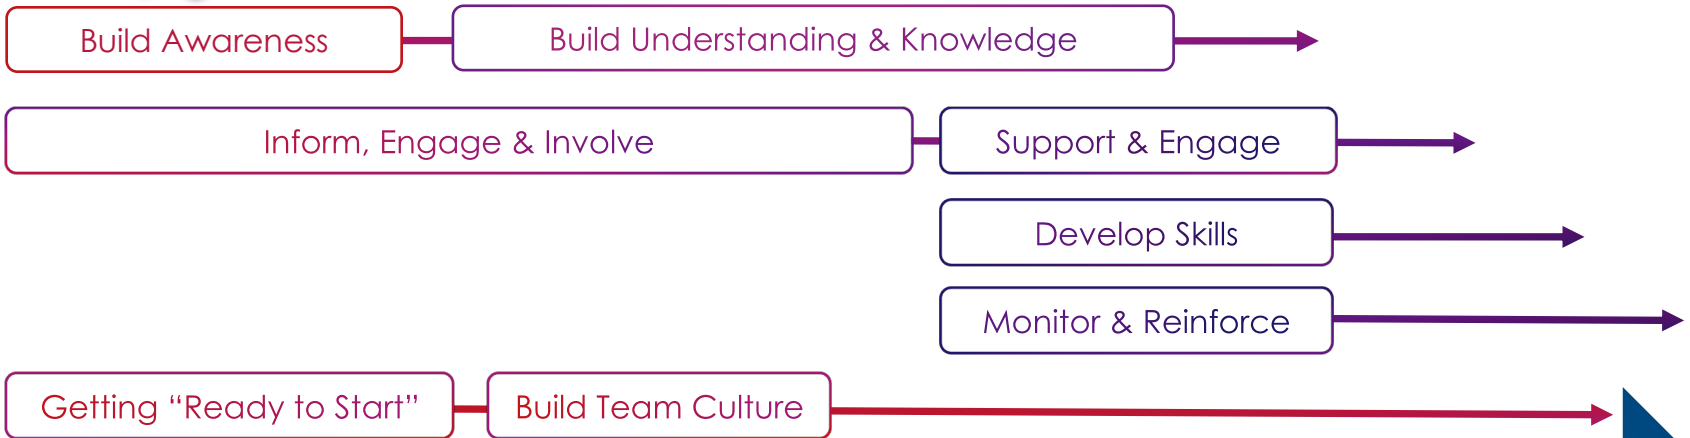 Build Awareness
Build Understanding & Knowledge
Inform, Engage & Involve
Support & Engage
Develop Skills
Monitor & Reinforce
Getting “Ready to Start”
Build Team Culture